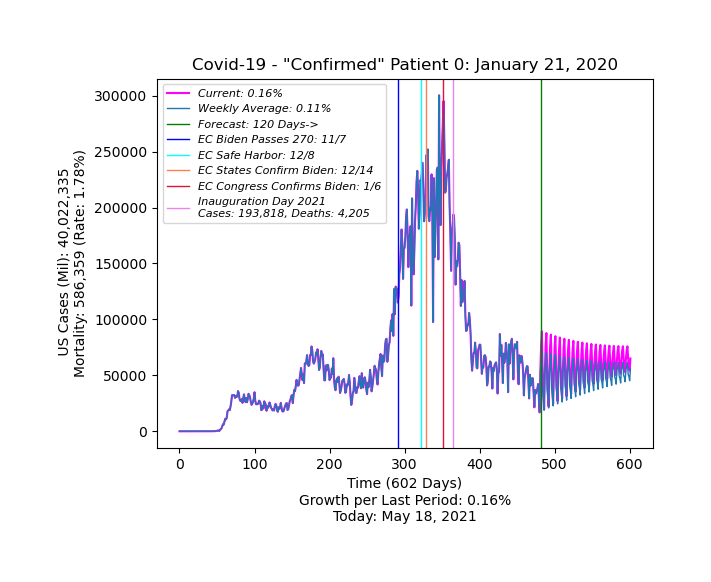 Covid-19 - "Confirmed" Patient 0: January 21, 2020
US Cases (Mil): 40,022,335
Mortality: 586,359 (Rate: 1.78%)
300000
250000
200000
150000
100000
50000
0
Current: 0.16%
Weekly Average: 0.11%
Forecast: 120 Days->
EC Biden Passes 270: 11/7
EC Safe Harbor: 12/8
EC States Confirm Biden: 12/14
EC Congress Confirms Biden: 1/6
Inauguration Day 2021
Cases: 193,818, Deaths: 4,205
0 100 200 300 400 500 600
Time (602 Days)
Growth per Last Period: 0.16%
Today: May 18, 2021